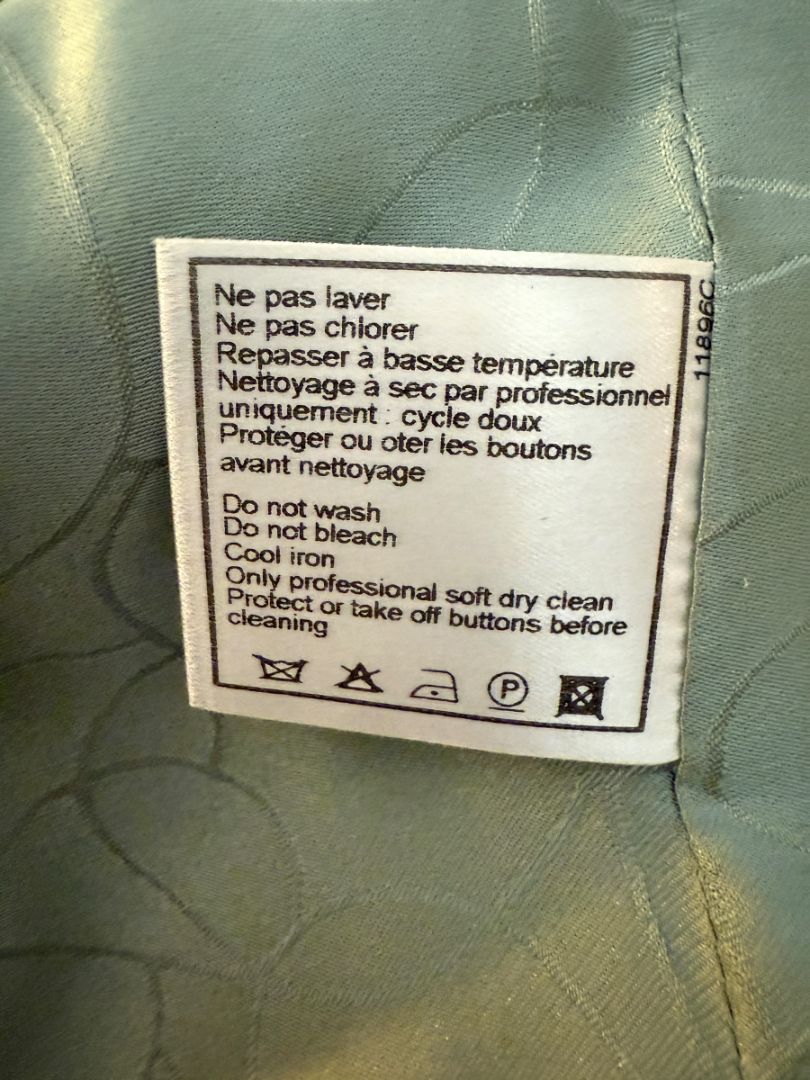 Ne pas laver
Ne pas chlorer
Repasser à basse température
Nettoyage à sec par professionnel
uniquement : cycle doux
Protéger ou oter les boutons
avant nettoyage
Do not wash
Do not bleach
Cool iron
Only professional soft dry clean
Protect or take off buttons before
cleaning
P
11896C